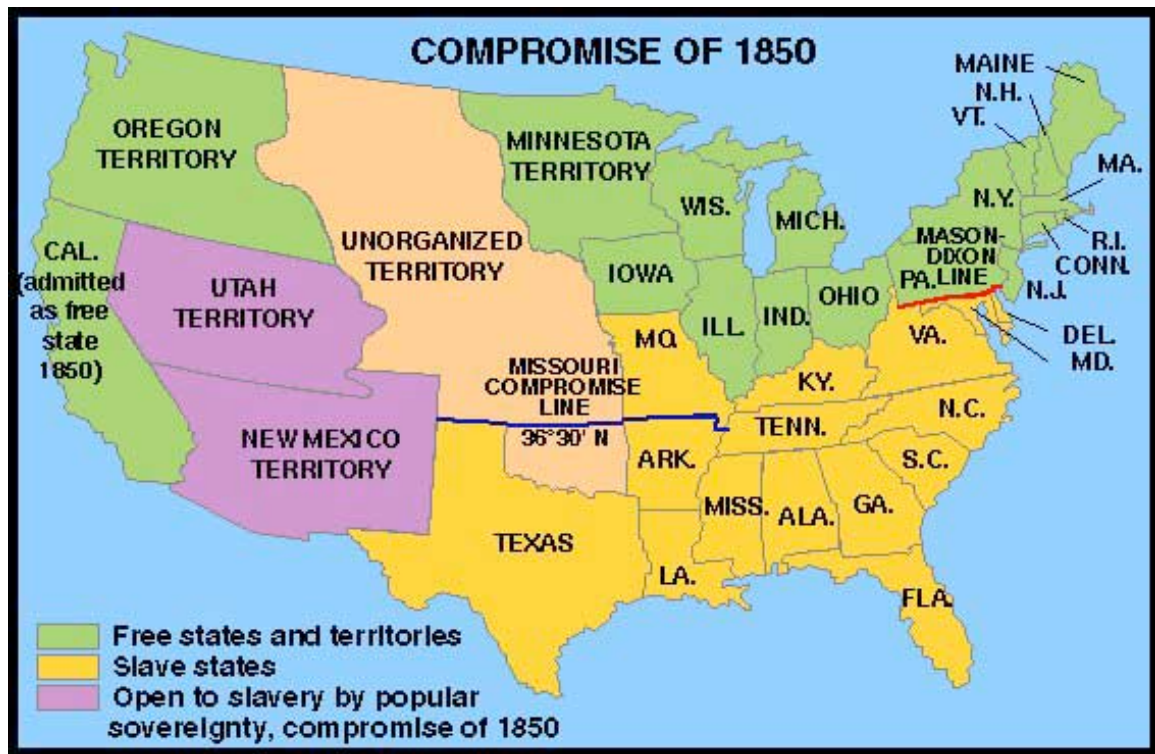 COMPROMISE OF 1850
MAINE
N.H.
VT.
MA.
OREGON
TERRITORY
MINNESOTA
TERRITORY
N.Y.
WIS.
MICH.
R.I.
CONN.
MASON-
DIXON
LINE
PA.
N.J.
UNORGANIZED
TERRITORY
CAL.
(admitted
as free
state
1850)
UTAH
TERRITORY
IOWA
ILL.
IND.
OHIO
DEL.
MD.
VA.
MO.
KY.
MISSOURI
COMPROMISE
LINE
36°30' N
NEW MEXICO
TERRITORY
TENN.
N.C.
ARK.
S.C.
MISS.
ALA.
GA.
TEXAS
LA.
FLA.
Free states and territories
Slave states
Open to slavery by popular
sovereignty, compromise of 1850